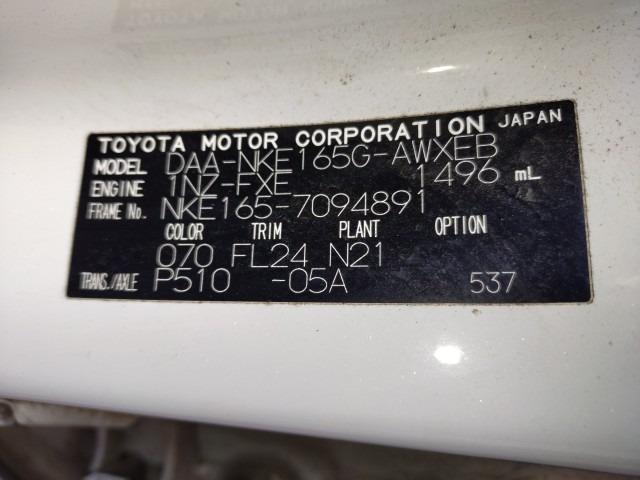 TOYOTA MOTOR CORPORATION JAPAN
MODEL DAA-NKE165G-AWXEB
ENGINE 1NZ-FXE 1496 mL
FRAME No. NKE165-7094891
COLOR TRIM PLANT OPTION
070 FL24 N21
TRANS./AXLE P510 -05A 537